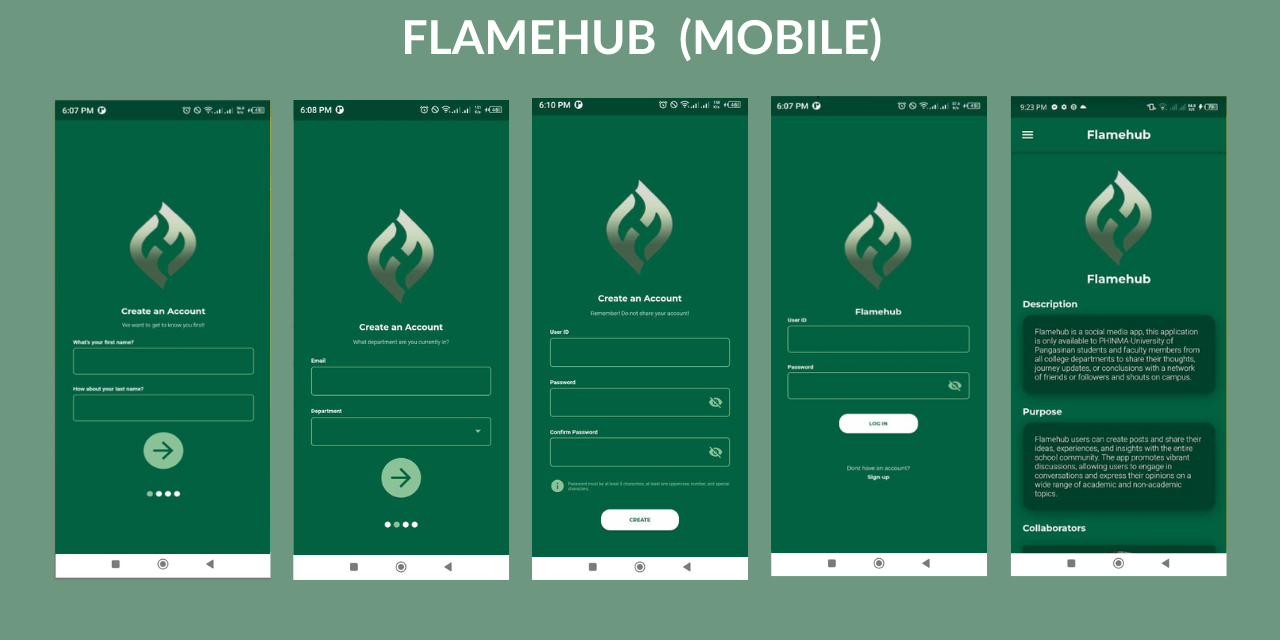 FLAMEHUB (MOBILE)
6:07 PM
Create an Account
We want to get to know you first!
What's your first name?
How about your last name?
6:08 PM
Create an Account
What department are you currently in?
Email
Department
6:10 PM
Create an Account
Remember! Do not share your account!
User ID
Password
Confirm Password
Password must be at least 8 characters, at least one uppercase, number, and special
characters.
CREATE
6:07 PM
Flamehub
User ID
Password
LOG IN
Dont have an account?
Sign up
9:23 PM
Flamehub
Flamehub
Description
Flamehub is a social media app, this application
is only available to PHINMA-University of
Pangasinan students and faculty members from
all college departments to share their thoughts,
journey updates, or conclusions with a network
of friends or followers and shouts on campus.
Purpose
Flamehub users can create posts and share their
ideas, experiences, and insights with the entire
school community. The app promotes vibrant
discussions, allowing users to engage in
conversations and express their opinions on a
wide range of academic and non-academic
topics.
Collaborators